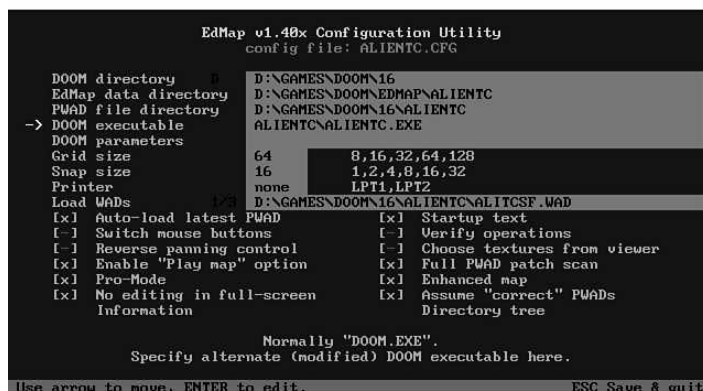 EdMap v1.40x Configuration Utility
config file: ALIENTC.CFG
DOOM directory D D:\GAMES\DOOM\16
EdMap data directory D:\GAMES\DOOM\EDMAP\ALIENTC
PWAD file directory D:\GAMES\DOOM\16\ALIENTC
-> DOOM executable ALIENTC\ALIENTC.EXE
DOOM parameters
Grid size 64 8,16,32,64,128
Snap size 16 1,2,4,8,16,32
Printer none LPT1,LPT2
Load WADs 1/3 D:\GAMES\DOOM\16\ALIENTC\ALITCSF.WAD
[x] Auto-load latest PWAD [x] Startup text
[-] Switch mouse buttons [-] Verify operations
[-] Reverse panning control [-] Choose textures from viewer
[x] Enable "Play map" option [x] Full PWAD patch scan
[x] Pro-Mode [x] Enhanced map
[x] No editing in full-screen [x] Assume "correct" PWADs
Information Directory tree
Normally "DOOM.EXE".
Specify alternate (modified) DOOM executable here.
Use arrow to move, ENTER to edit. ESC Save & quit